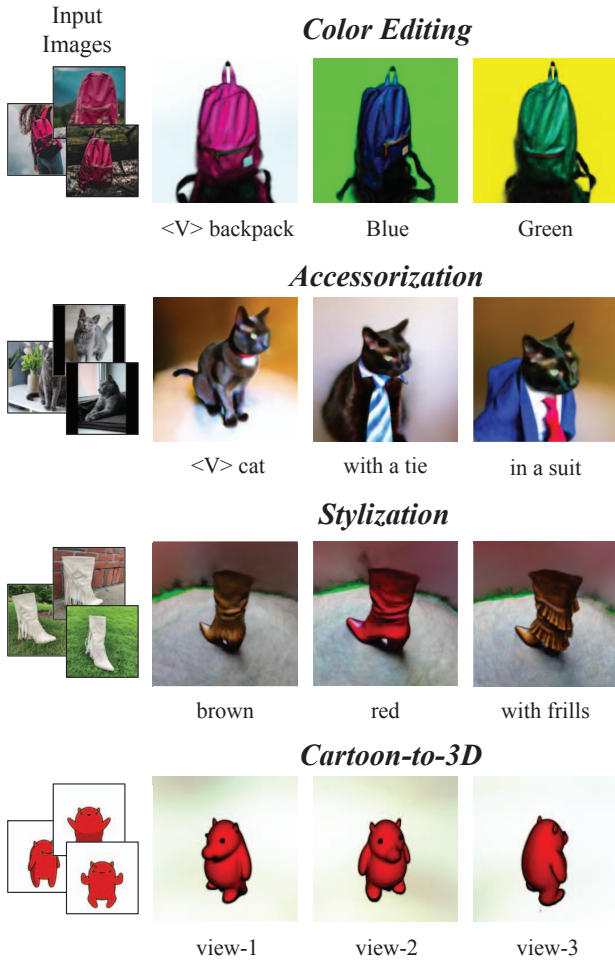 Input
Images
Color Editing
<V> backpack
Blue
Green
Accessorization
<V> cat
with a tie
in a suit
Stylization
brown
red
with frills
Cartoon-to-3D
view-1
view-2
view-3